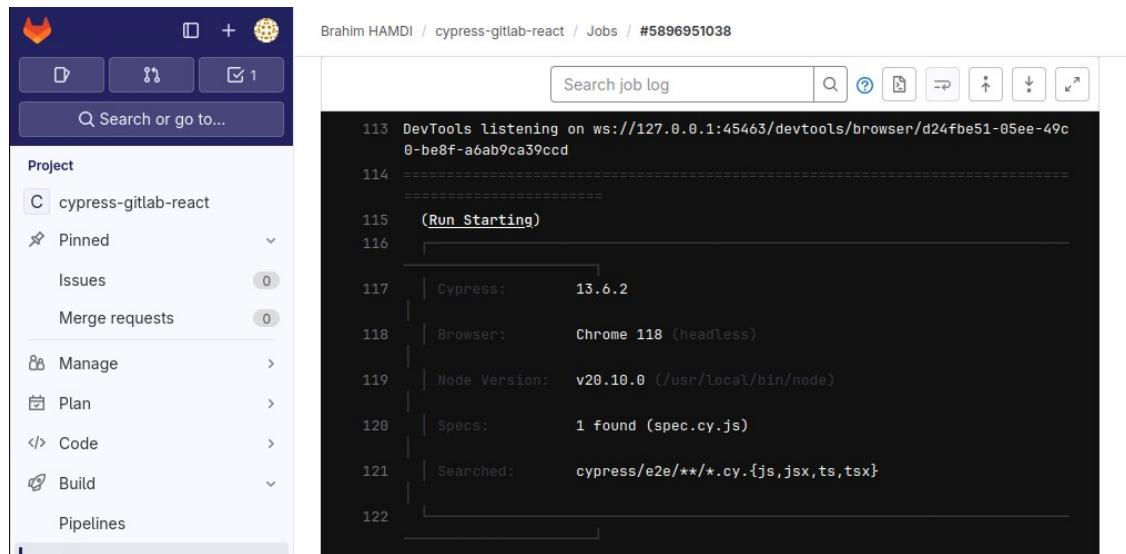 1
Search or go to...
Project
C cypress-gitlab-react
Pinned
Issues 0
Merge requests 0
Manage
Plan
Code
Build
Pipelines
Brahim HAMDI / cypress-gitlab-react / Jobs / #5896951038
Search job log
113 DevTools listening on ws://127.0.0.1:45463/devtools/browser/d24fbe51-05ee-49c
0-be8f-a6ab9ca39ccd
114 =============================================================================
=======================
115 (Run Starting)
116
117 Cypress: 13.6.2
118 Browser: Chrome 118 (headless)
119 Node Version: v20.10.0 (/usr/local/bin/node)
120 Specs: 1 found (spec.cy.js)
121 Searched: cypress/e2e/**/*.cy.{js,jsx,ts,tsx}
122